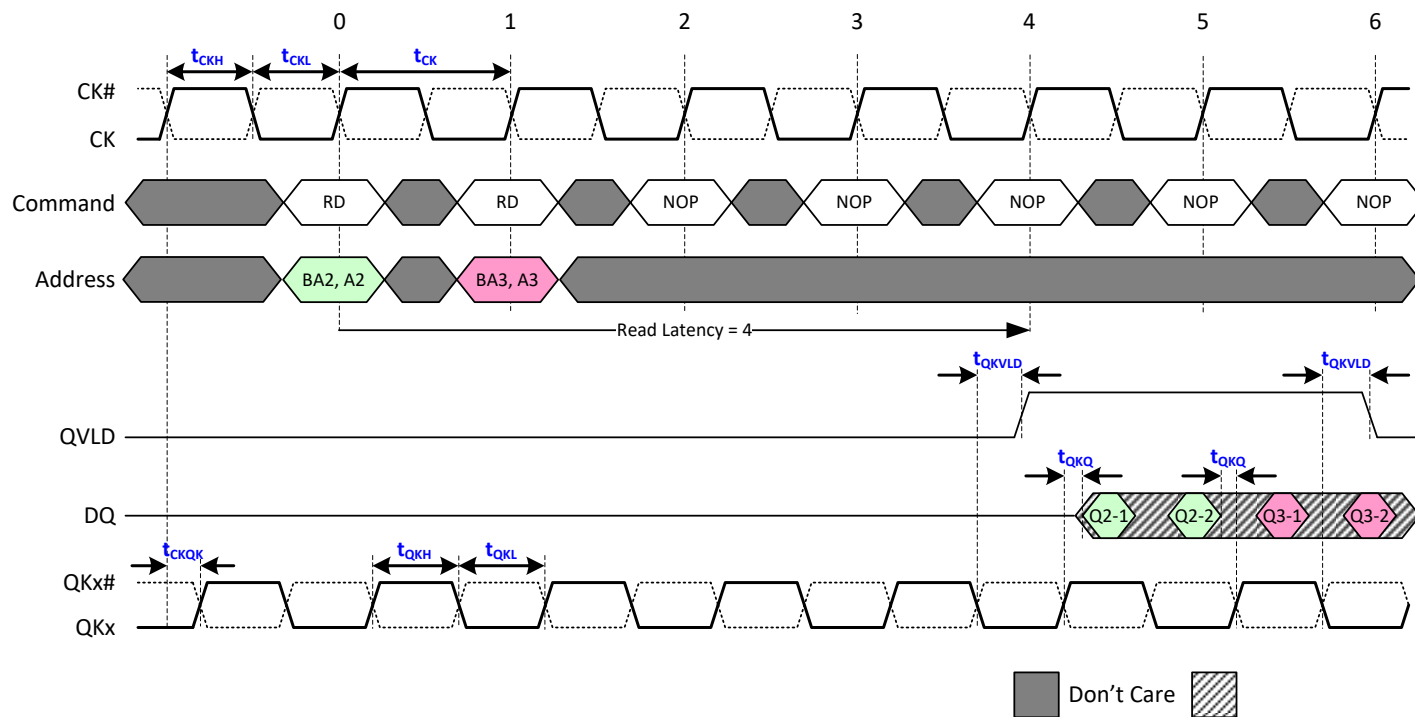 0 1 2 3 4 5 6
tCKH tCKL tCK
CK#
CK
Command RD RD NOP NOP NOP NOP NOP
Address BA2, A2 BA3, A3
Read Latency = 4
tQKVLD tQKVLD
QVLD
tQKQ tQKQ
DQ Q2-1 Q2-2 Q3-1 Q3-2
tCKQK tQKH tQKL
QKx#
QKx
Don't Care